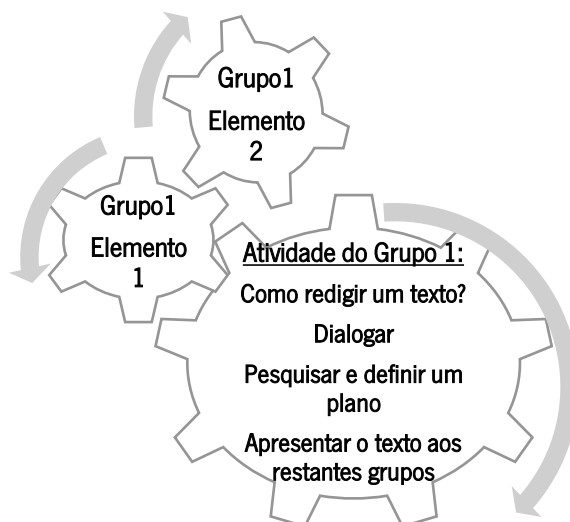 Grupo1
Elemento
2
Grupo1
Elemento
1
Atividade do Grupo 1:
Como redigir um texto?
Dialogar
Pesquisar e definir um
plano
Apresentar o texto aos
restantes grupos